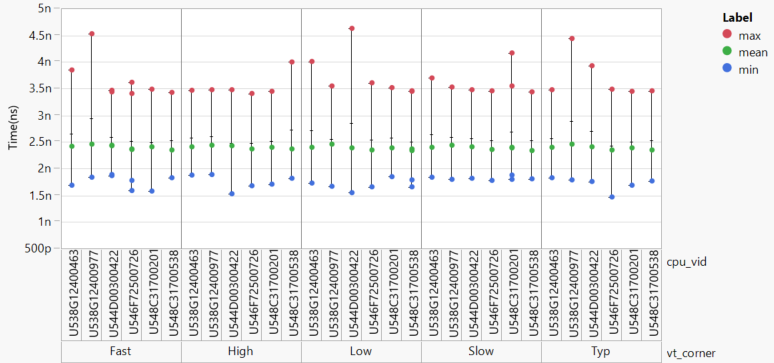 5n
4.5n
4n
3.5n
3n
2.5n
2n
1.5n
1n
500p
Time(ns)
Label
max
mean
min
U538G12400463
U538G12400977
U544D00300422
U546F72500726
U548C31700201
U548C31700538
U538G12400463
U538G12400977
U544D00300422
U546F72500726
U548C31700201
U548C31700538
U538G12400463
U538G12400977
U544D00300422
U546F72500726
U548C31700201
U548C31700538
U538G12400463
U538G12400977
U544D00300422
U546F72500726
U548C31700201
U548C31700538
U538G12400463
U538G12400977
U544D00300422
U546F72500726
U548C31700201
U548C31700538
cpu_vid
Fast High Low Slow Typ
vt_corner